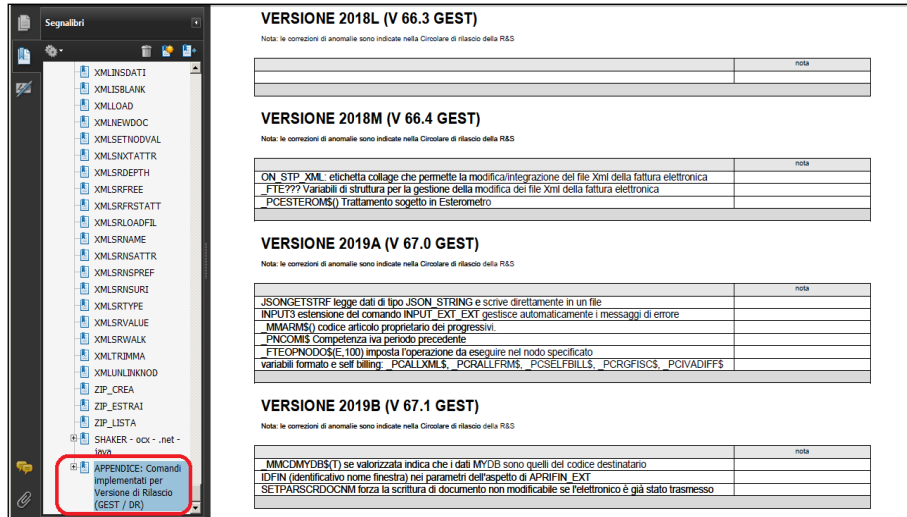 Segnalibri
XMLINSDATI
XMLISBLANK
XMLLOAD
XMLNEWDOC
XMLSETNODVAL
XMLSNXTATTR
XMLSRDEPTH
XMLSRFREE
XMLSRFRSTATT
XMLSRLOADFIL
XMLSRNAME
XMLSRNSATTR
XMLSRNSPREF
XMLSRNSURI
XMLSRTYPE
XMLSRVALUE
XMLSRWALK
XMLTRIMMA
XMLUNLINKNOD
ZIP_CREA
ZIP_ESTRAI
ZIP_LISTA
SHAKER - ocx - .net -
java
APPENDICE: Comandi
implementati per
Versione di Rilascio
(GEST / DR)
VERSIONE 2018L (V 66.3 GEST)
Nota: le correzioni di anomalie sono indicate nella Circolare di rilascio della R&S
nota
VERSIONE 2018M (V 66.4 GEST)
Nota: le correzioni di anomalie sono indicate nella Circolare di rilascio della R&S
nota
ON_STP_XML: etichetta collage che permette la modifica/integrazione del file Xml della fattura elettronica
_FTE??? Variabili di struttura per la gestione della modifica dei file Xml della fattura elettronica
_PCESTEROM$() Trattamento sogetto in Esterometro
VERSIONE 2019A (V 67.0 GEST)
Nota: le correzioni di anomalie sono indicate nella Circolare di rilascio della R&S
nota
JSONGETSTRF legge dati di tipo JSON_STRING e scrive direttamente in un file
INPUT3 estensione del comando INPUT_EXT_EXT gestisce automaticamente i messaggi di errore
_MMARM$() codice articolo proprietario dei progressivi.
_PNCOMI$ Competenza iva periodo precedente
_FTEOPNODO$(E,100) imposta l'operazione da eseguire nel nodo specificato
variabili formato e self billing: _PCALLXML$, _PCRALLFRM$, _PCSELFBILL$, _PCRGFISC$, _PCIVADIFF$
VERSIONE 2019B (V 67.1 GEST)
Nota: le correzioni di anomalie sono indicate nella Circolare di rilascio della R&S
nota
_MMCDMYDB$(T) se valorizzata indica che i dati MYDB sono quelli del codice destinatario
IDFIN (identificativo nome finestra) nei parametri dell'aspetto di APRIFIN_EXT
SETPARSCRDOCNM forza la scrittura di documento non modificabile se l'elettronico è già stato trasmesso